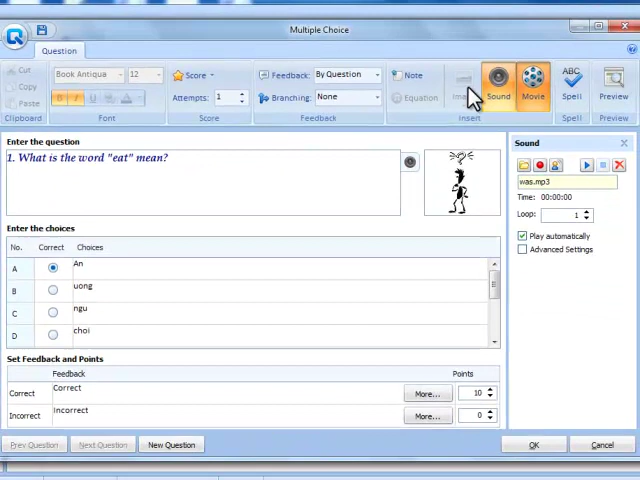 Multiple Choice
Question
Cut
Copy
Paste
Clipboard
Book Antiqua
12
B
I
U
A
Font
Score
Attempts:
1
Score
Feedback:
By Question
Branching:
None
Feedback
Note
Equation
Sound
Movie
Insert
ABC
Spell
Spell
Preview
Preview
Enter the question
1. What is the word "eat" mean?
Enter the choices
No.
Correct
Choices
A
An
B
uong
C
ngu
D
choi
Set Feedback and Points
Feedback
Points
Correct
Correct
More...
10
Incorrect
Incorrect
More...
0
Prev Question
Next Question
New Question
OK
Cancel
Sound
was.mp3
Time: 00:00:00
Loop:
1
Play automatically
Advanced Settings